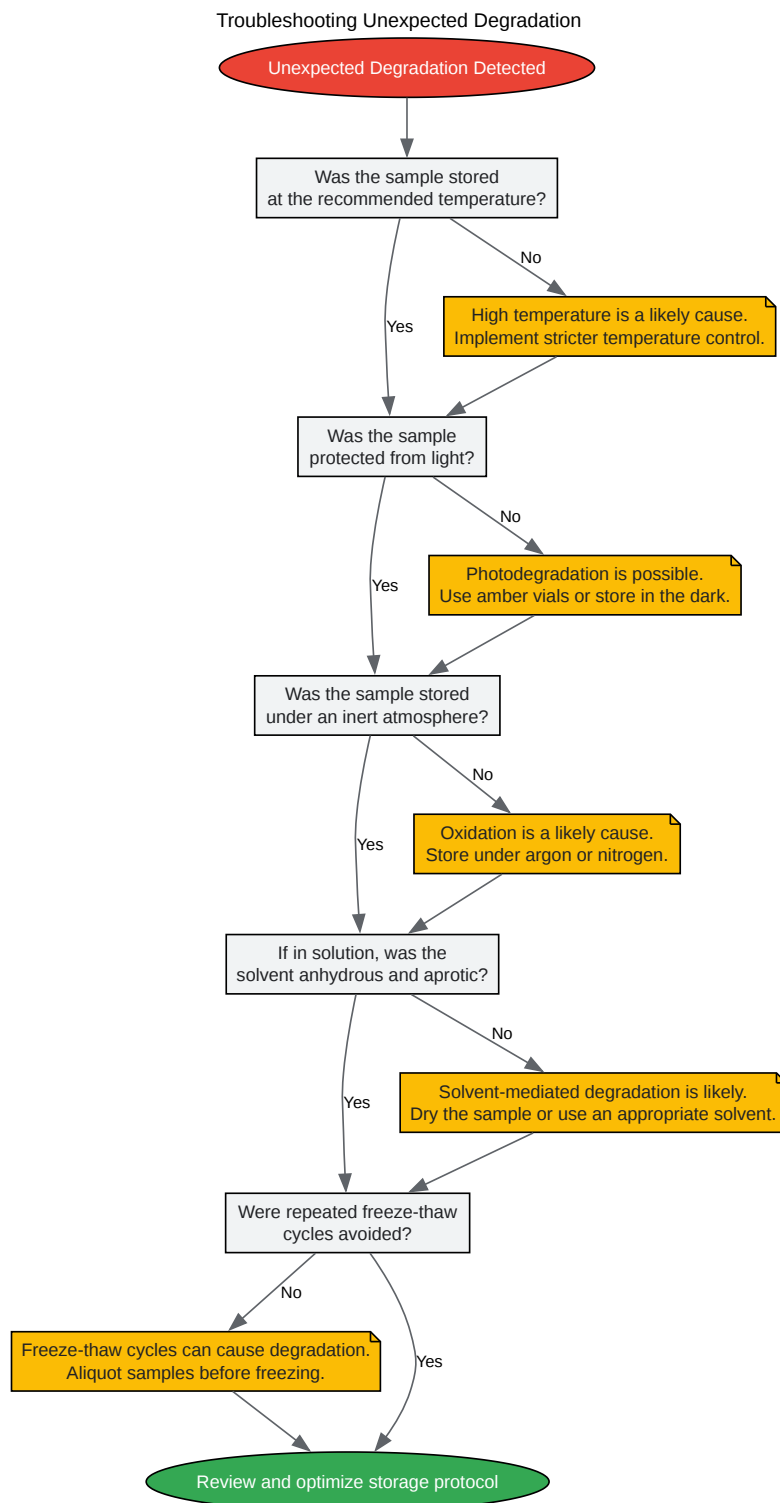 Troubleshooting Unexpected Degradation
Unexpected Degradation Detected
Was the sample stored
at the recommended temperature?
No
High temperature is a likely cause.
Implement stricter temperature control.
Yes
Was the sample
protected from light?
No
Photodegradation is possible.
Use amber vials or store in the dark.
Yes
Was the sample stored
under an inert atmosphere?
No
Oxidation is a likely cause.
Store under argon or nitrogen.
Yes
If in solution, was the
solvent anhydrous and aprotic?
No
Solvent-mediated degradation is likely.
Dry the sample or use an appropriate solvent.
Yes
Were repeated freeze-thaw
cycles avoided?
No
Freeze-thaw cycles can cause degradation.
Aliquot samples before freezing.
Yes
Review and optimize storage protocol